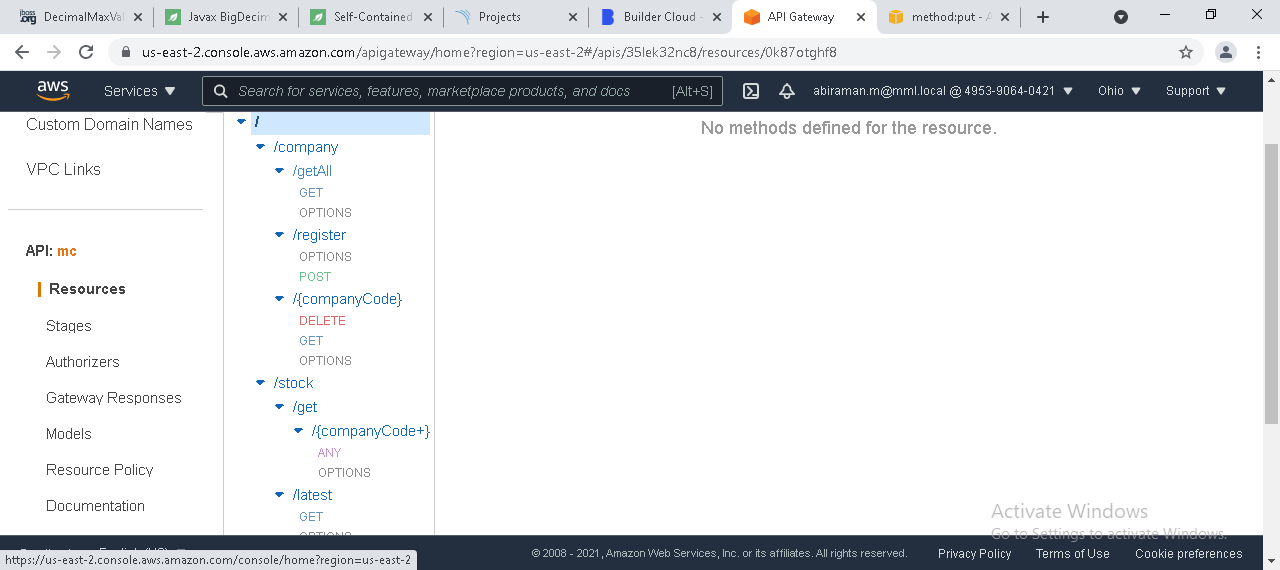 DecimalMaxVal
Javax BigDecim
Self-Contained
Projects
Builder Cloud -
API Gateway
method:put - A
us-east-2.console.aws.amazon.com/apigateway/home?region=us-east-2#/apis/35lek32nc8/resources/0k87otghf8
aws
Services
Search for services, features, marketplace products, and docs
[Alt+S]
abiraman.m@mml.local @ 4953-9064-0421
Ohio
Support
Custom Domain Names
VPC Links
API: mc
Resources
Stages
Authorizers
Gateway Responses
Models
Resource Policy
Documentation
/
/company
/getAll
GET
OPTIONS
/register
OPTIONS
POST
/{companyCode}
DELETE
GET
OPTIONS
/stock
/get
/{companyCode+}
ANY
OPTIONS
/latest
GET
No methods defined for the resource.
Activate Windows
Go to Settings to activate Windows.
© 2008 - 2021, Amazon Web Services, Inc. or its affiliates. All rights reserved.
Privacy Policy
Terms of Use
Cookie preferences
https://us-east-2.console.aws.amazon.com/apigateway/home?region=us-east-2